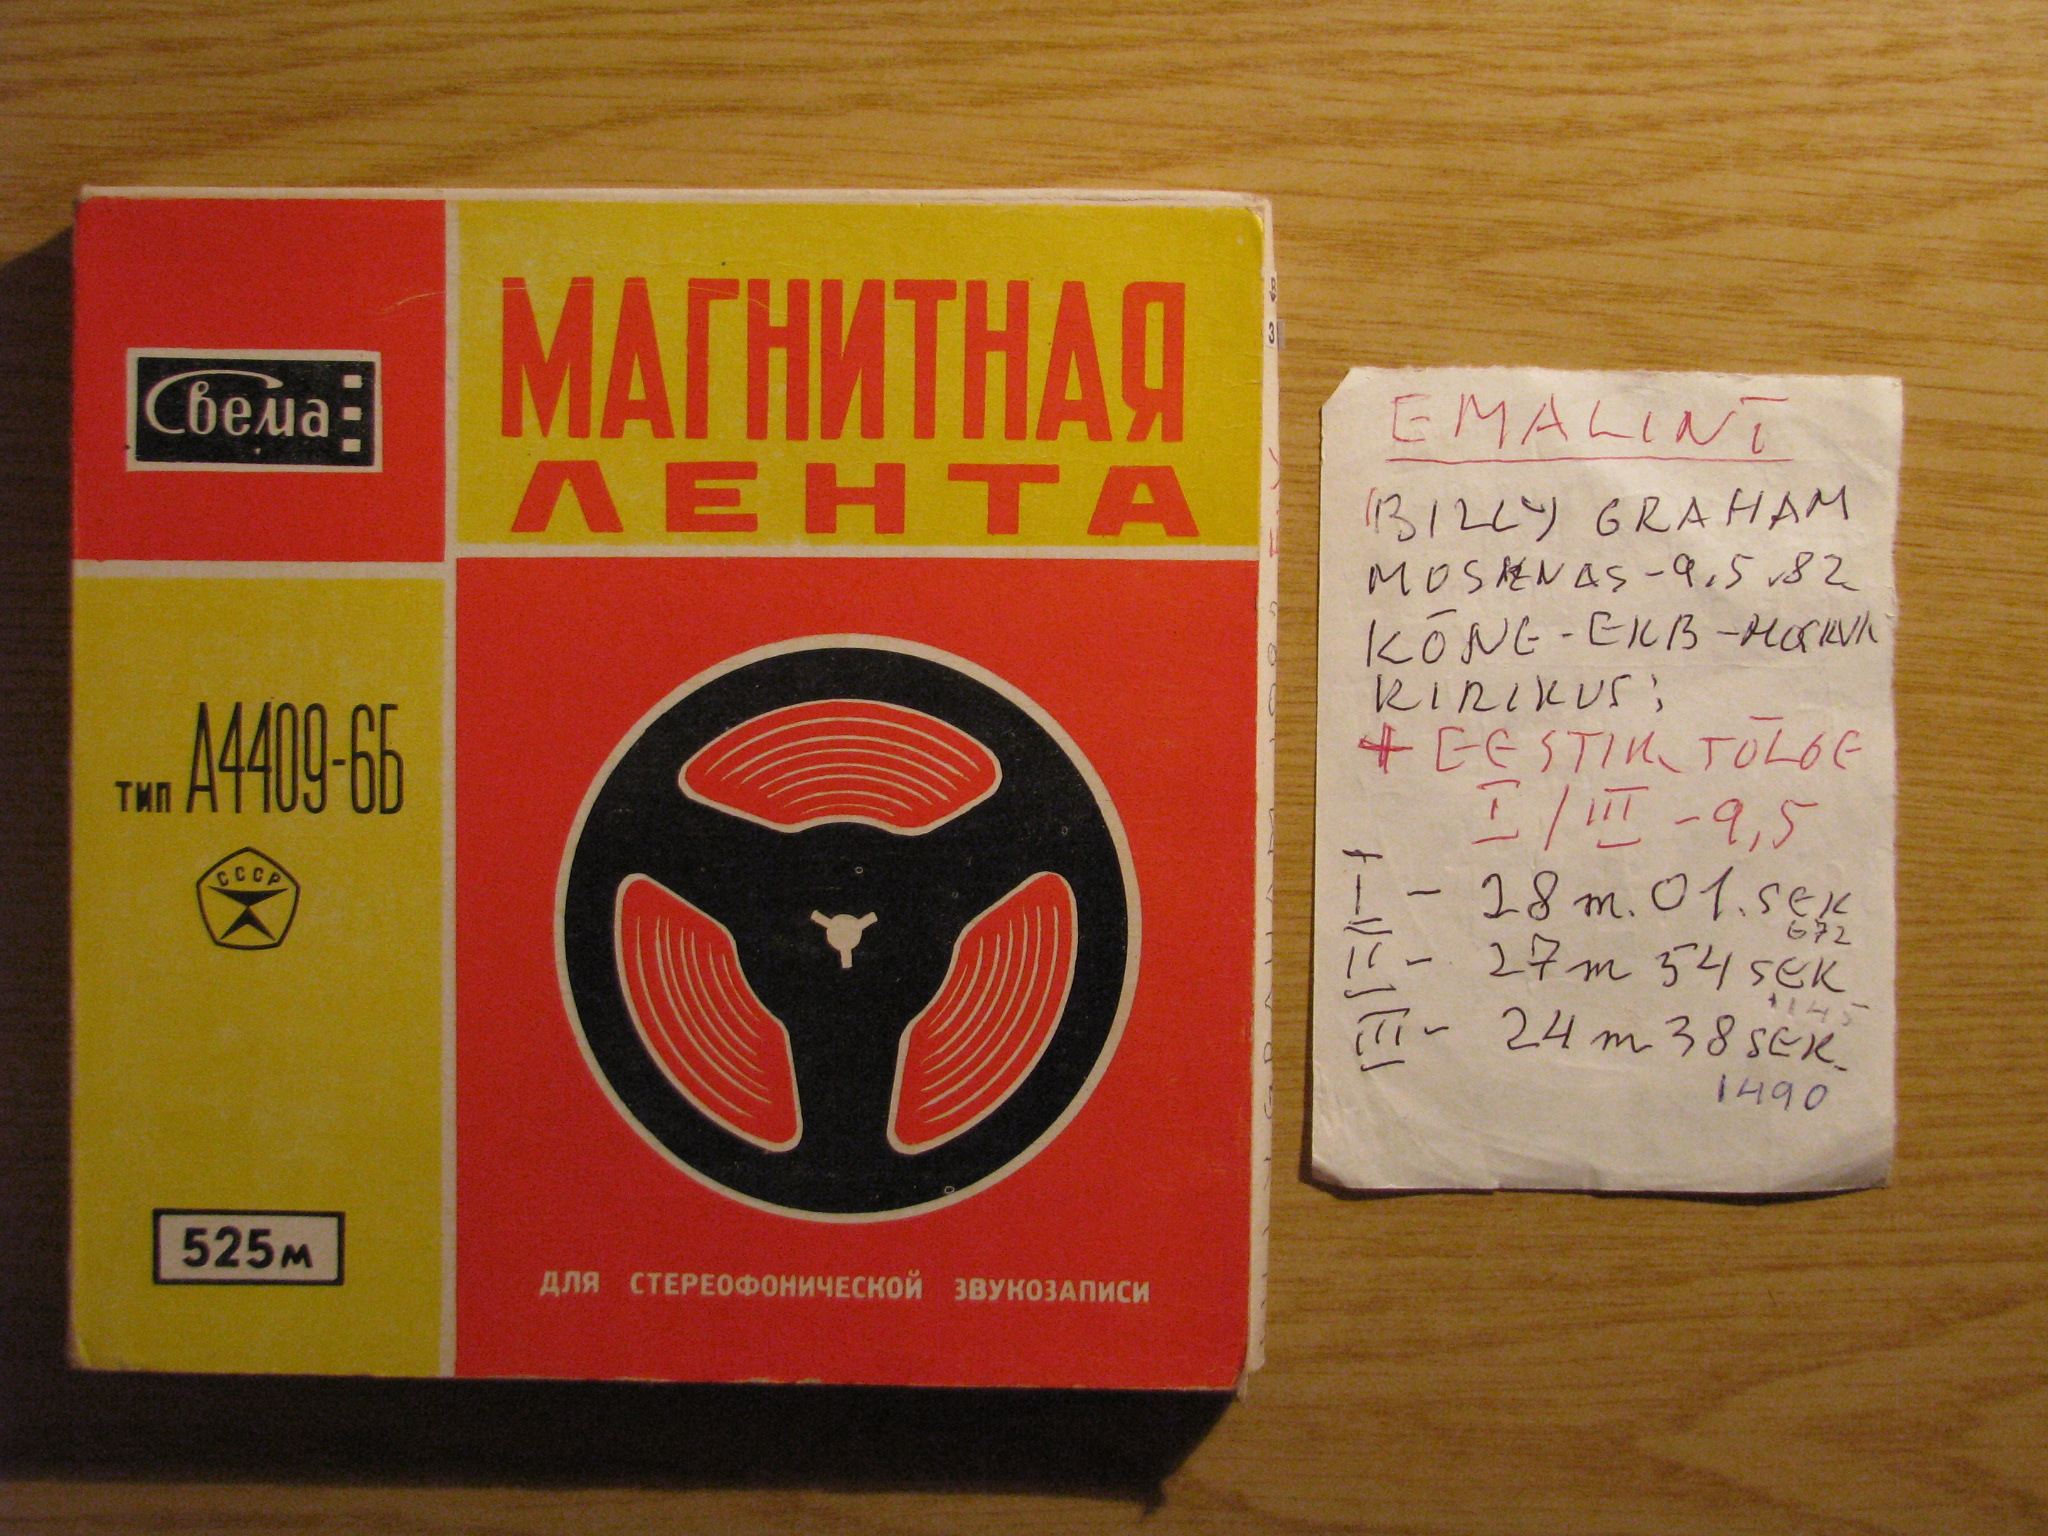 Свема
МАГНИТНАЯ
ЛЕНТА
тип А4409-6Б
СССР
525м
ДЛЯ СТЕРЕОФОНИЧЕСКОЙ ЗВУКОЗАПИСИ
EMALINT
BILLY GRAHAM
MOSKVAS - 9.5.82
KÕNE - EKB - MOSKVA
KIRIKUS;
+ EESTIK. TÕLGE
I / III - 9,5
I - 28 m. 01. SEK
672
II - 27 m 54 SEK
1145
III - 24 m 38 SEK.
1490